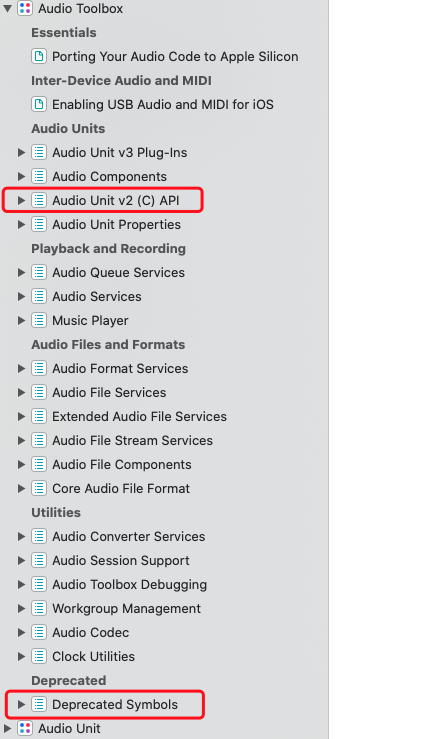 Audio Toolbox
Essentials
Porting Your Audio Code to Apple Silicon
Inter-Device Audio and MIDI
Enabling USB Audio and MIDI for iOS
Audio Units
Audio Unit v3 Plug-Ins
Audio Components
Audio Unit v2 (C) API
Audio Unit Properties
Playback and Recording
Audio Queue Services
Audio Services
Music Player
Audio Files and Formats
Audio Format Services
Audio File Services
Extended Audio File Services
Audio File Stream Services
Audio File Components
Core Audio File Format
Utilities
Audio Converter Services
Audio Session Support
Audio Toolbox Debugging
Workgroup Management
Audio Codec
Clock Utilities
Deprecated
Deprecated Symbols
Audio Unit